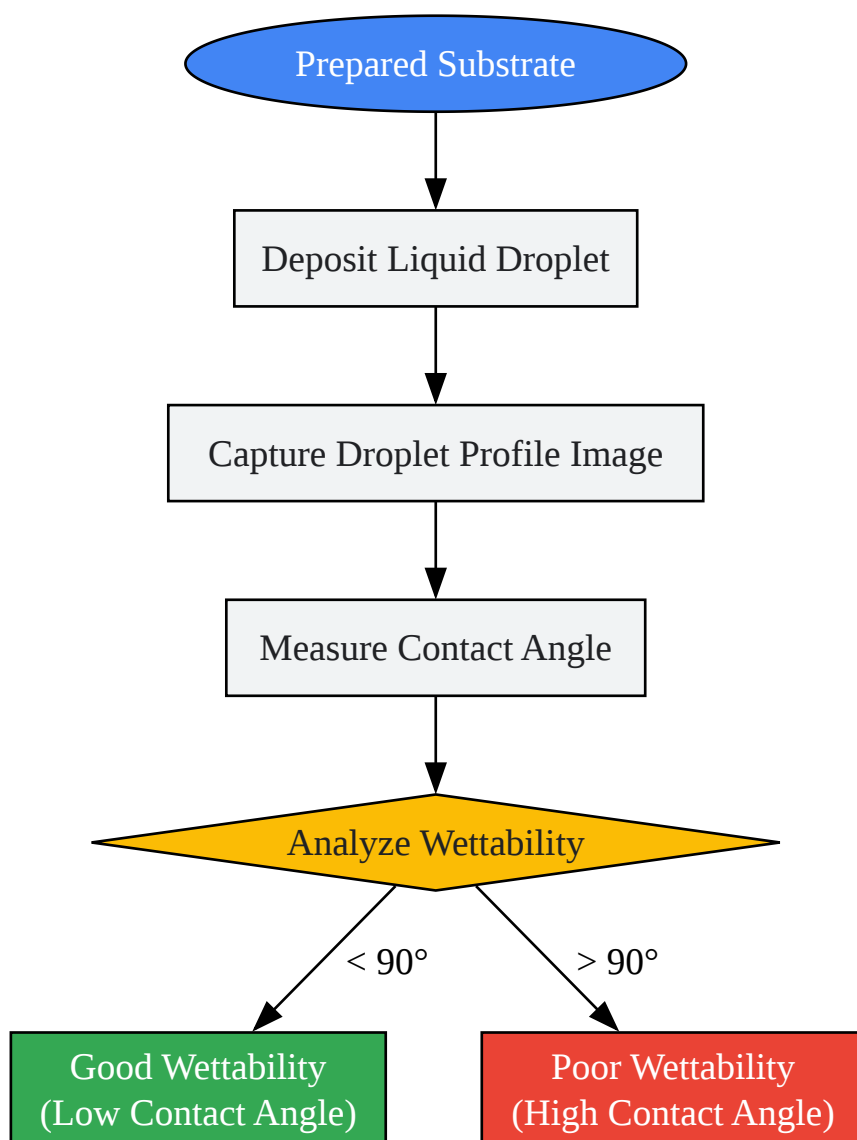 Prepared Substrate
Deposit Liquid Droplet
Capture Droplet Profile Image
Measure Contact Angle
Analyze Wettability
< 90°
> 90°
Good Wettability
(Low Contact Angle)
Poor Wettability
(High Contact Angle)